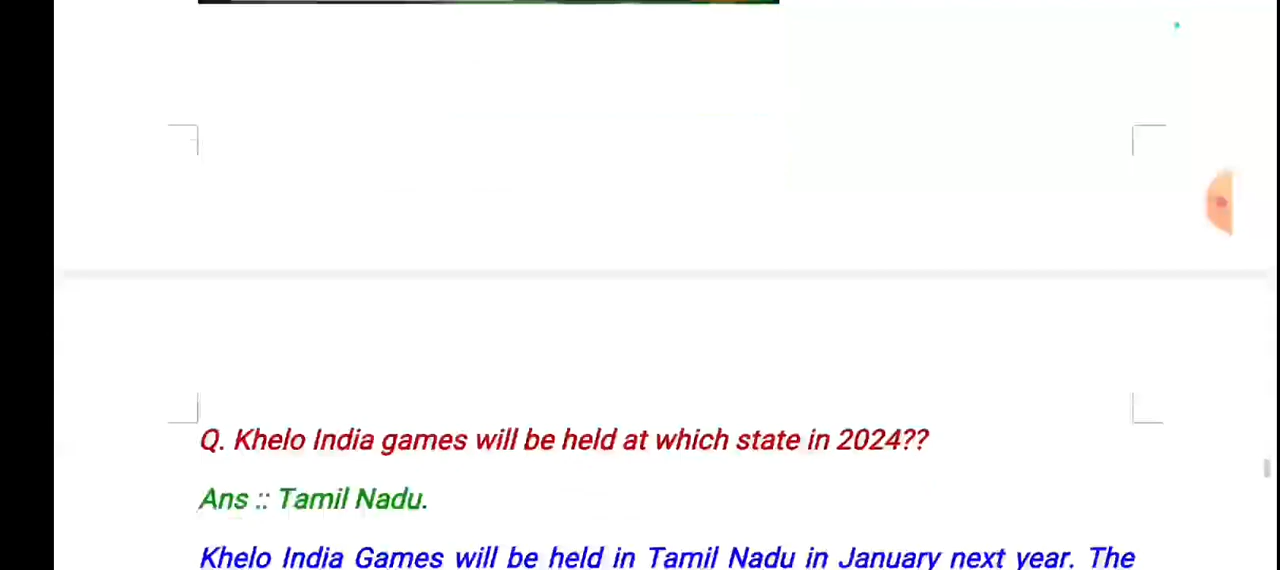 Q. Khelo India games will be held at which state in 2024??
Ans :: Tamil Nadu.
Khelo India Games will be held in Tamil Nadu in January next year. The